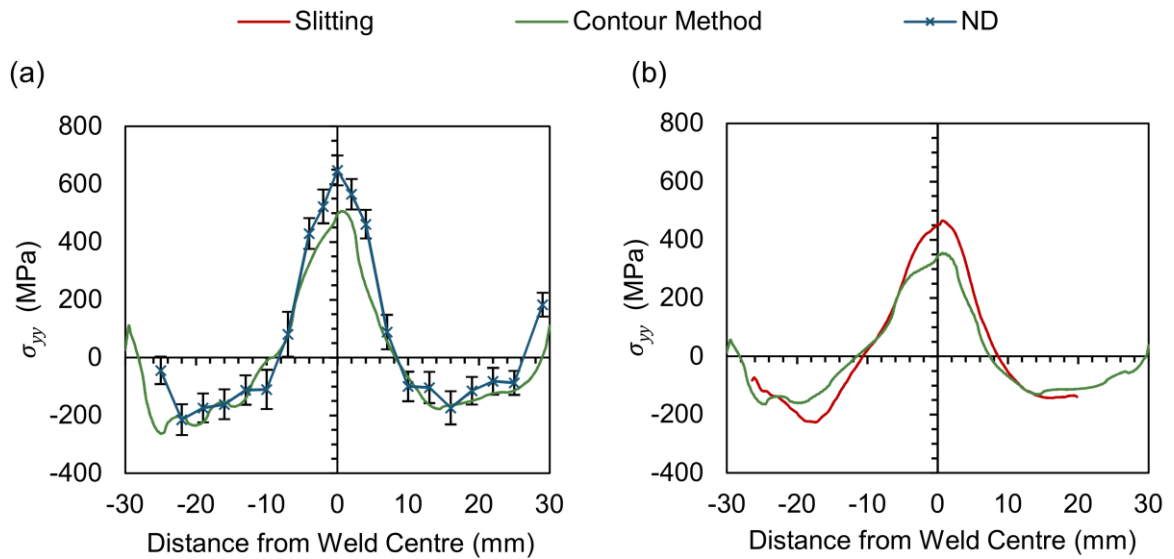 Slitting Contour Method ND
(a) (b)
800 800
600 600
400 400
200 200
0 0
-200 -200
-400 -400
σyy (MPa) σyy (MPa)
-30 -20 -10 0 10 20 30 -30 -20 -10 0 10 20 30
Distance from Weld Centre (mm) Distance from Weld Centre (mm)